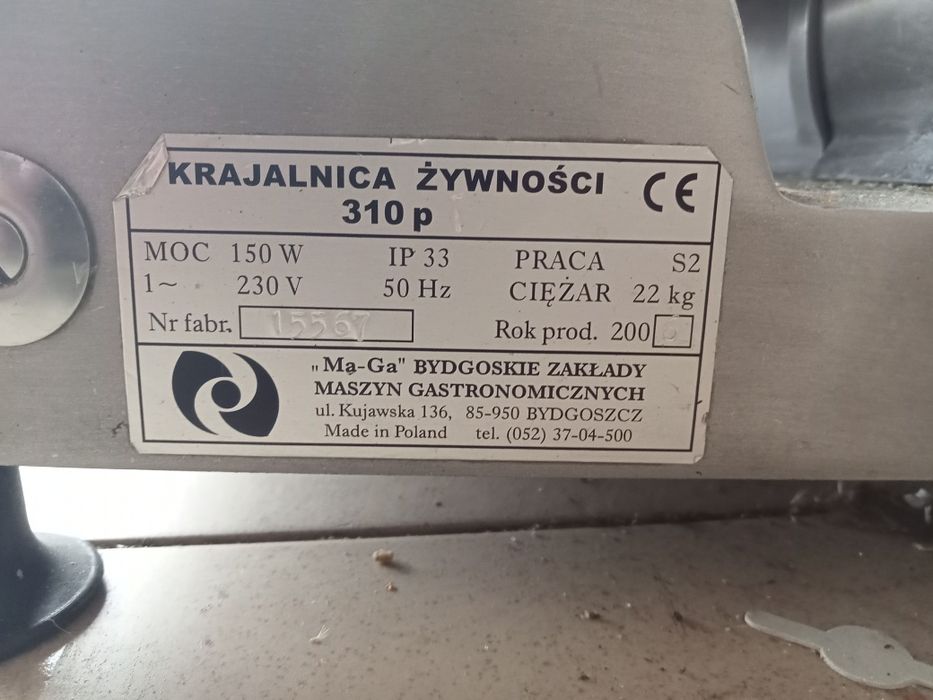 KRAJALNICA ŻYWNOŚCI
310 p CE
MOC 150 W IP 33 PRACA S2
1~ 230 V 50 Hz CIĘŻAR 22 kg
Nr fabr. 15567 Rok prod. 200
„Mą-Ga" BYDGOSKIE ZAKŁADY
MASZYN GASTRONOMICZNYCH
ul. Kujawska 136, 85-950 BYDGOSZCZ
Made in Poland tel. (052) 37-04-500